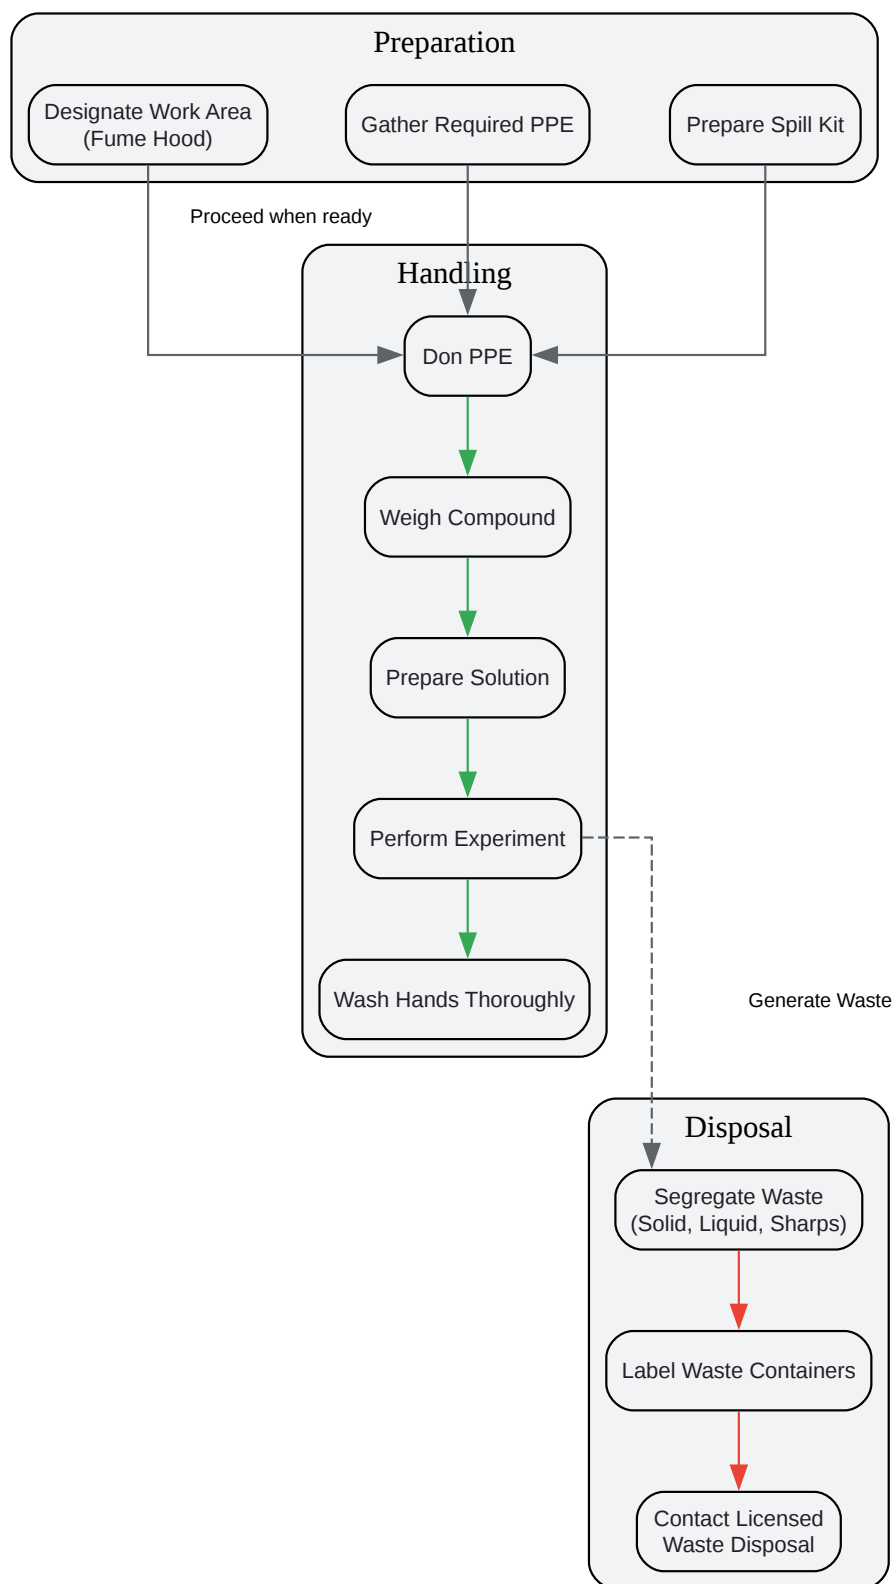 Preparation
Designate Work Area
(Fume Hood)
Gather Required PPE
Prepare Spill Kit
Proceed when ready
Handling
Don PPE
Weigh Compound
Prepare Solution
Perform Experiment
Wash Hands Thoroughly
Generate Waste
Disposal
Segregate Waste
(Solid, Liquid, Sharps)
Label Waste Containers
Contact Licensed
Waste Disposal